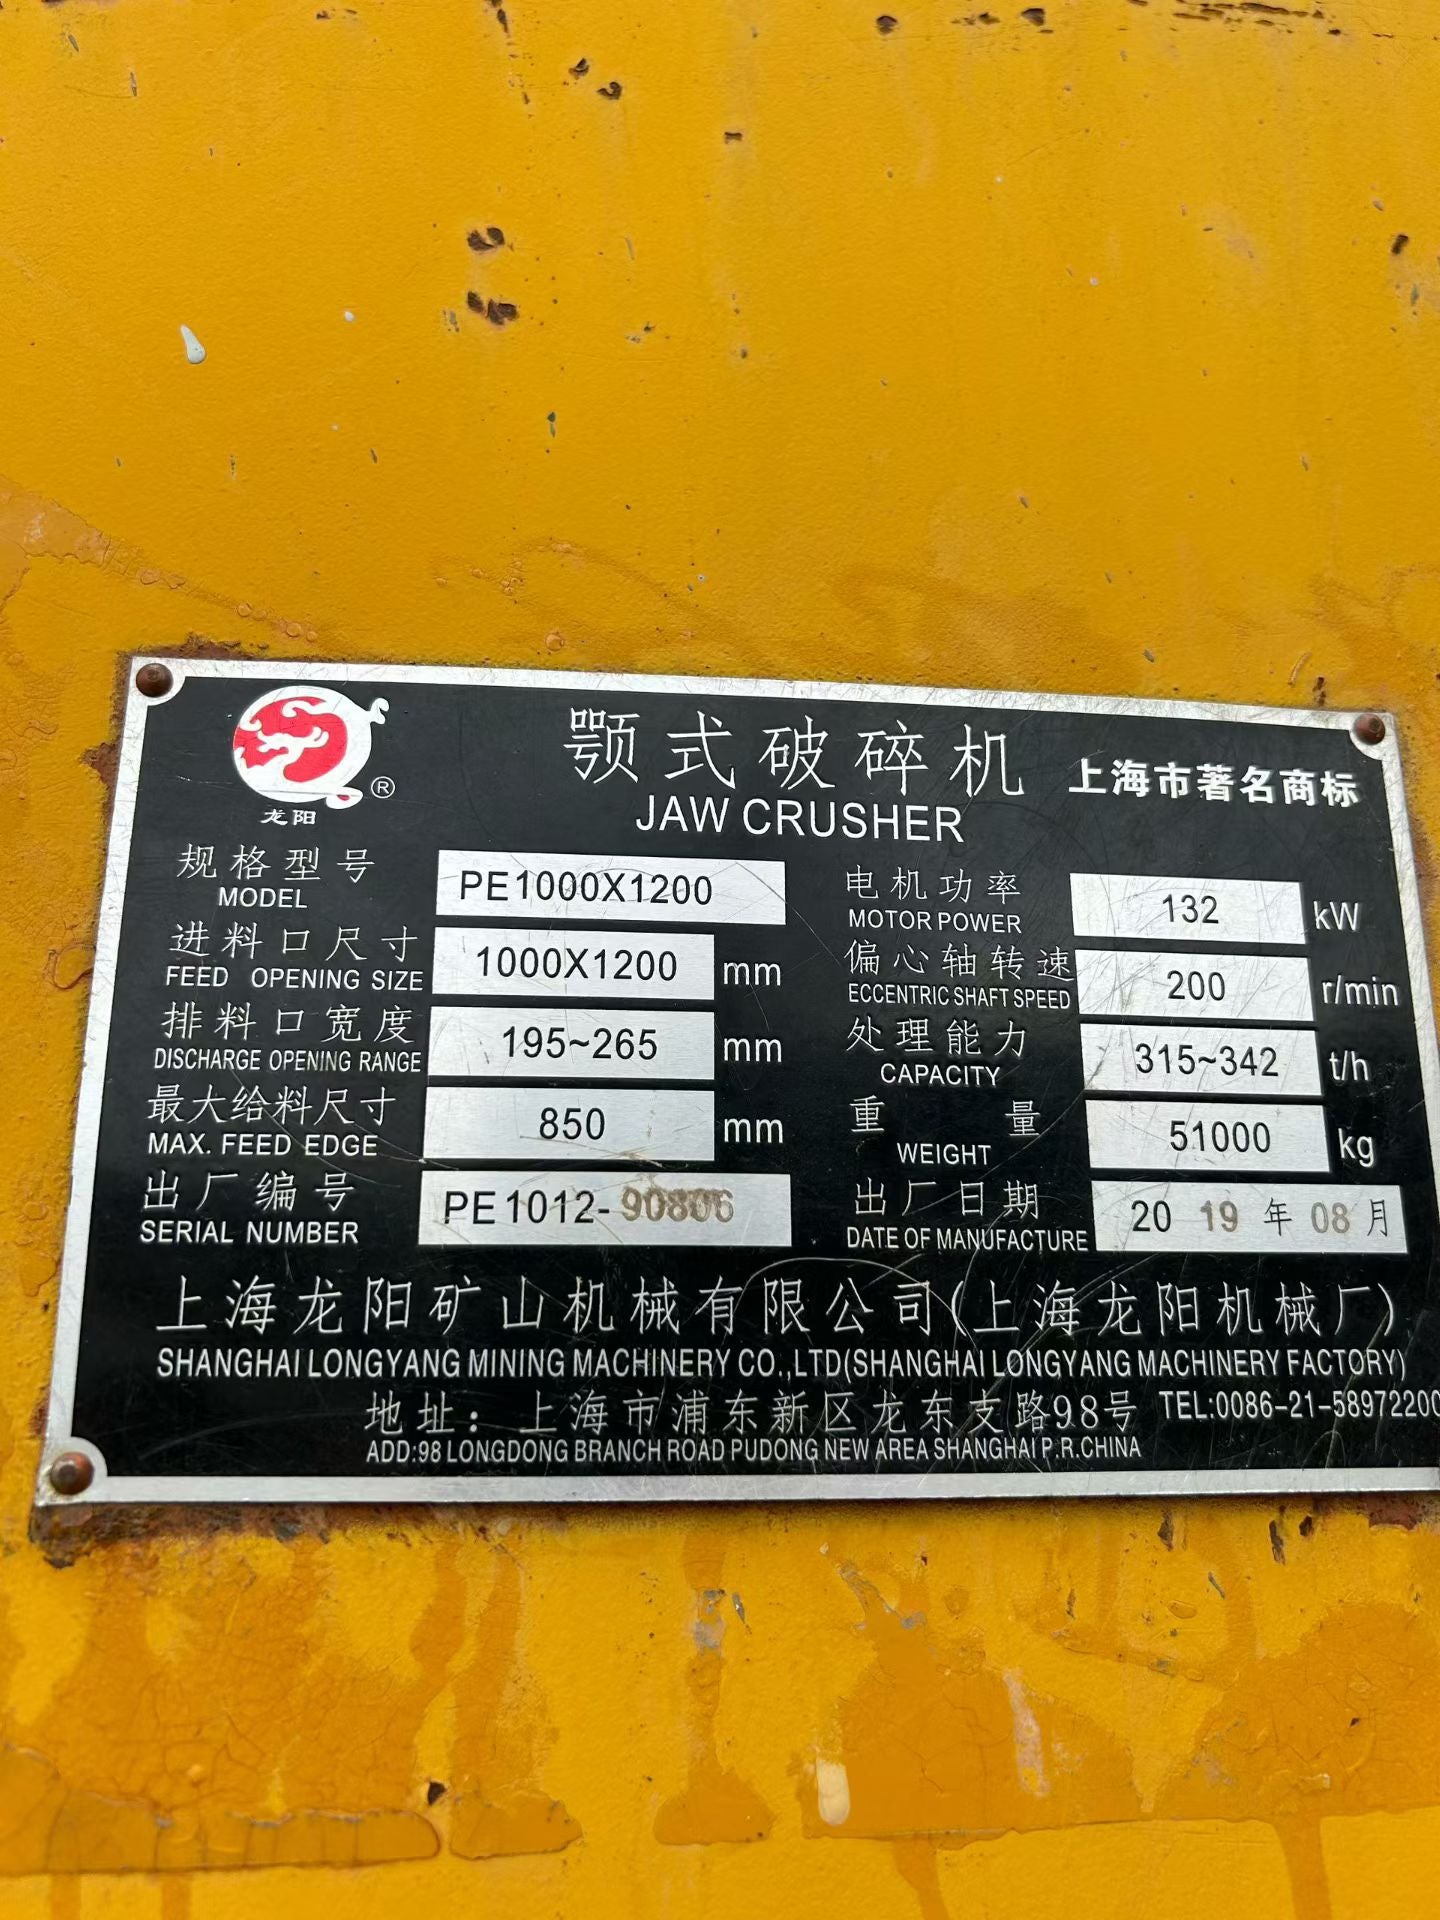 龙阳 ®
颚式破碎机
JAW CRUSHER
上海市著名商标
规格型号 PE1000X1200
MODEL
进料口尺寸 1000X1200 mm
FEED OPENING SIZE
排料口宽度 195~265 mm
DISCHARGE OPENING RANGE
最大给料尺寸 850 mm
MAX. FEED EDGE
出厂编号 PE1012-90806
SERIAL NUMBER
电机功率 132 kW
MOTOR POWER
偏心轴转速 200 r/min
ECCENTRIC SHAFT SPEED
处理能力 315~342 t/h
CAPACITY
重量 51000 kg
WEIGHT
出厂日期 2019年08月
DATE OF MANUFACTURE
上海龙阳矿山机械有限公司(上海龙阳机械厂)
SHANGHAI LONGYANG MINING MACHINERY CO.,LTD(SHANGHAI LONGYANG MACHINERY FACTORY)
地址：上海市浦东新区龙东支路98号 TEL:0086-21-58972200
ADD:98 LONGDONG BRANCH ROAD PUDONG NEW AREA SHANGHAI P.R.CHINA